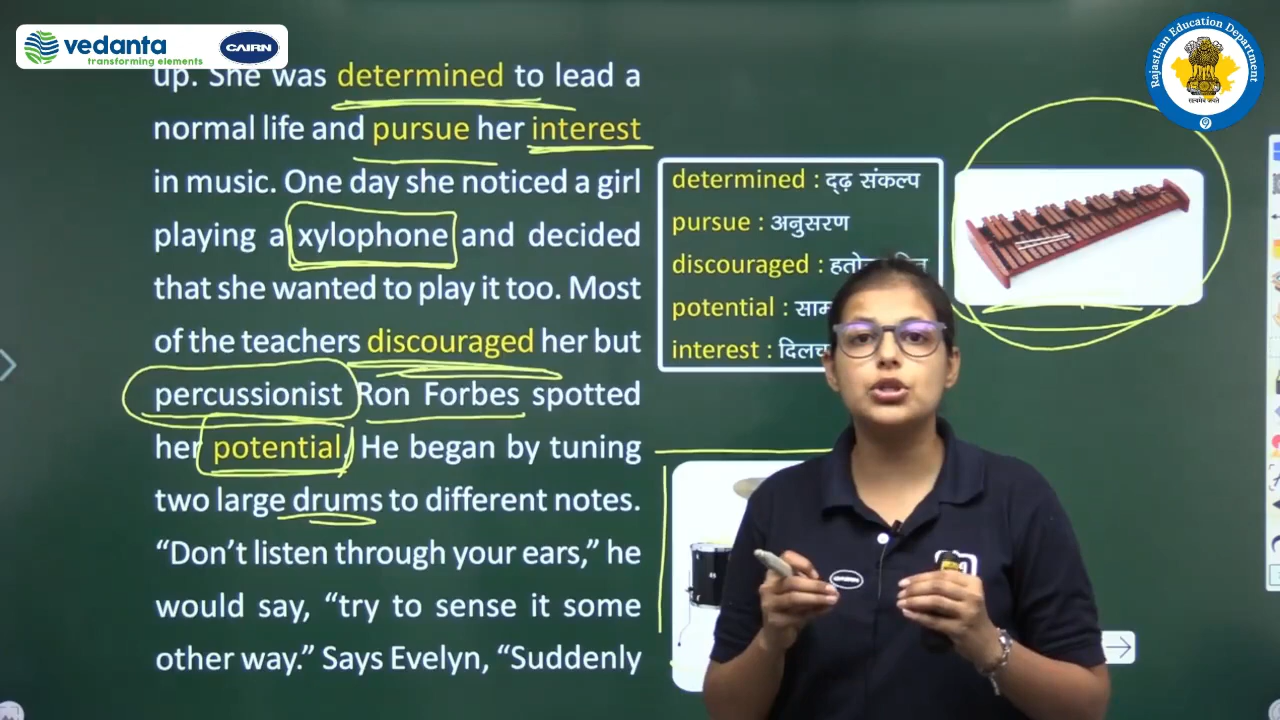 vedanta
transforming elements
CAIRN
Rajasthan Education Department
सत्यमेव जयते
up. She was determined to lead a
normal life and pursue her interest
in music. One day she noticed a girl
playing a xylophone and decided
that she wanted to play it too. Most
of the teachers discouraged her but
percussionist Ron Forbes spotted
her potential. He began by tuning
two large drums to different notes.
“Don’t listen through your ears,” he
would say, “try to sense it some
other way.” Says Evelyn, “Suddenly
determined : द्ढ़ संकल्प
pursue : अनुसरण
discouraged :
potential :
interest :